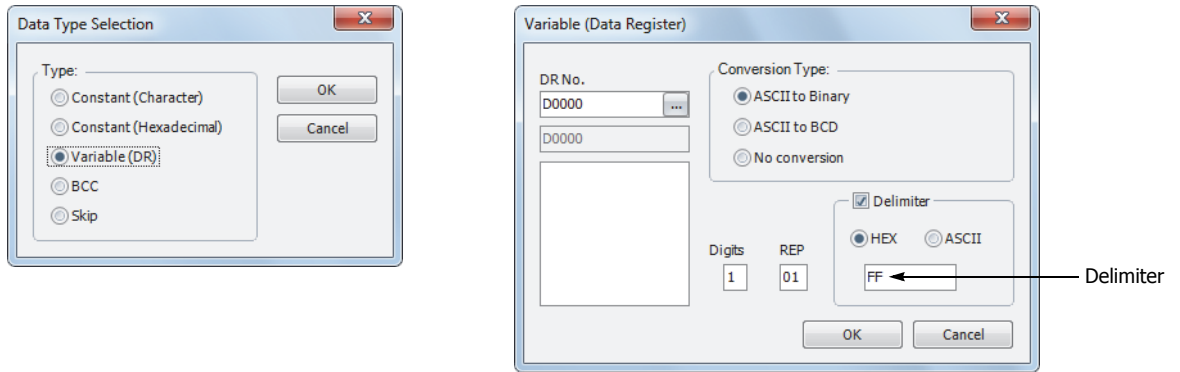 Data Type Selection
Type:
Constant (Character)
Constant (Hexadecimal)
Variable (DR)
BCC
Skip
OK
Cancel
Variable (Data Register)
DR No.
D0000
...
D0000
Conversion Type:
ASCII to Binary
ASCII to BCD
No conversion
Digits REP
1 01
Delimiter
HEX ASCII
FF
Delimiter
OK Cancel